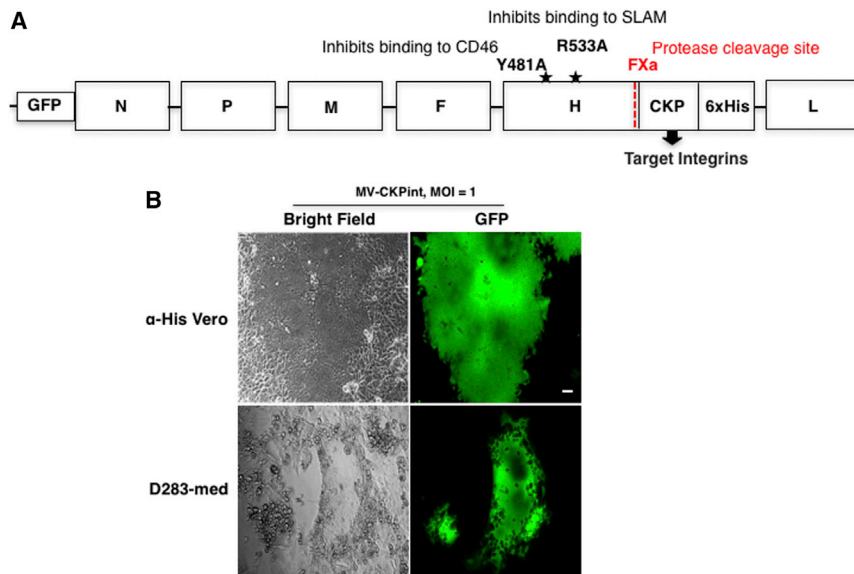 A
Inhibits binding to SLAM
Inhibits binding to CD46
R533A
Protease cleavage site
Y481A
FXa
GFP
N
P
M
F
H
CKP
6xHis
L
Target Integrins
B
MV-CKPint, MOI = 1
Bright Field
GFP
α-His Vero
D283-med